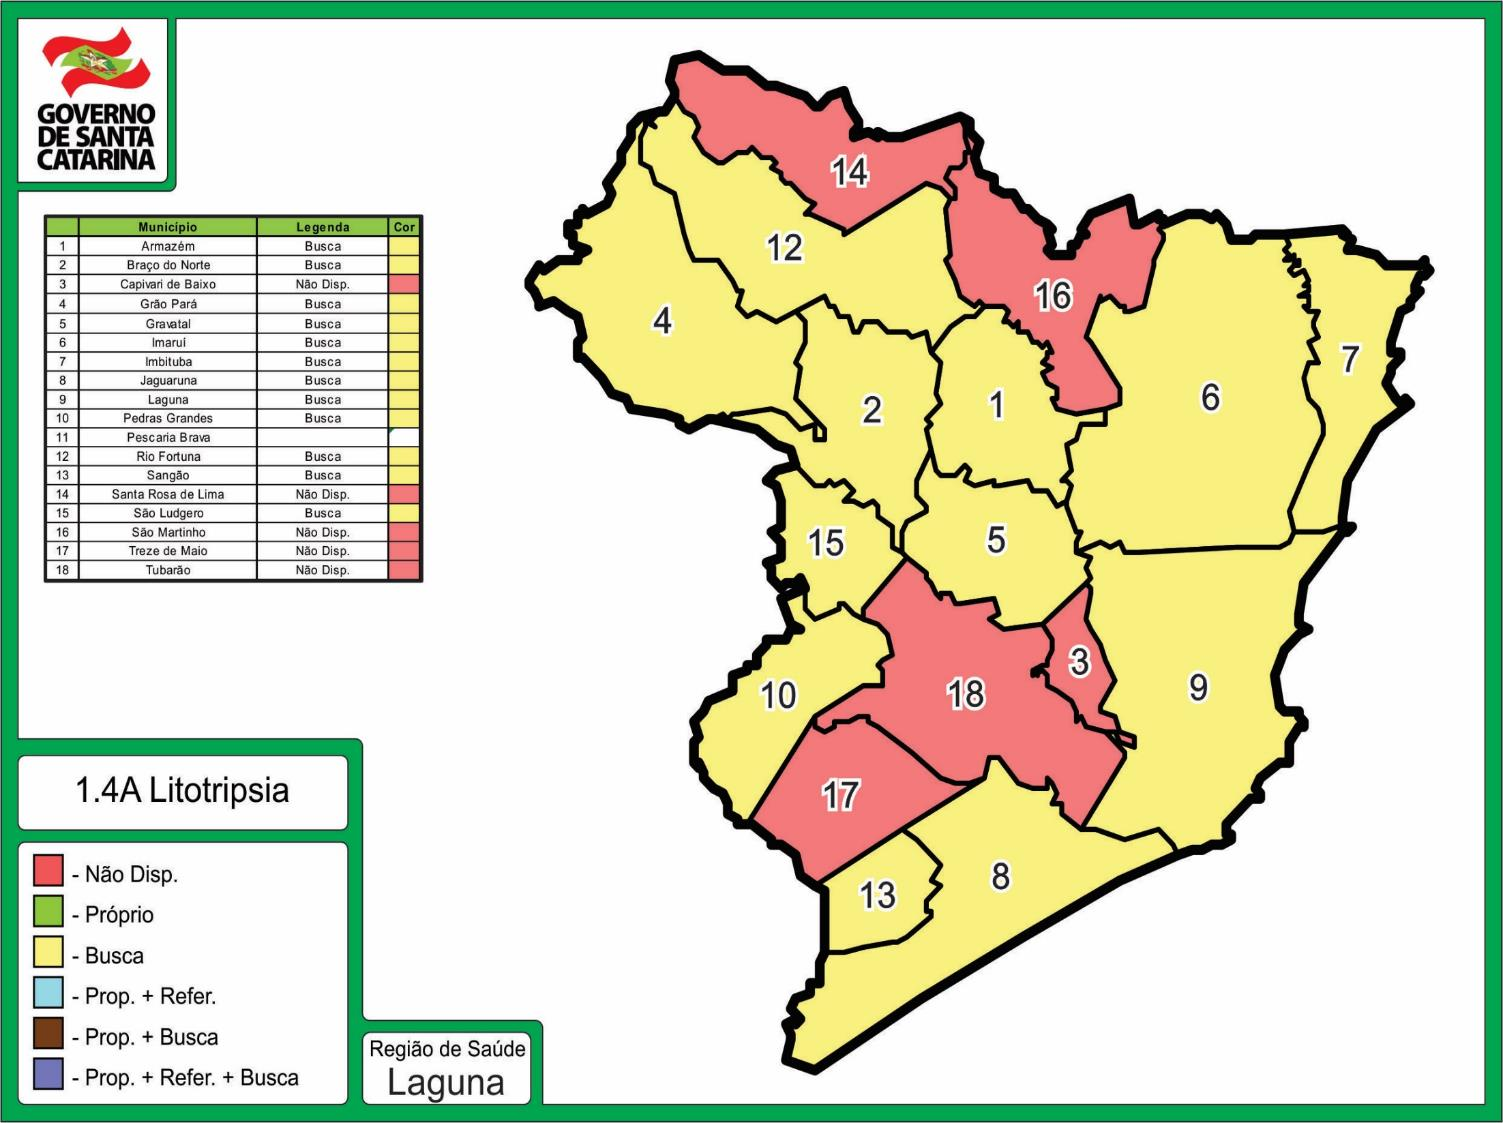 GOVERNO
DE SANTA
CATARINA
Município Legenda Cor
1 Armazém Busca
2 Braço do Norte Busca
3 Capivari de Baixo Não Disp.
4 Grão Pará Busca
5 Gravatal Busca
6 Imaruí Busca
7 Imbituba Busca
8 Jaguaruna Busca
9 Laguna Busca
10 Pedras Grandes Busca
11 Pescaria Brava
12 Rio Fortuna Busca
13 Sangão Busca
14 Santa Rosa de Lima Não Disp.
15 São Ludgero Busca
16 São Martinho Não Disp.
17 Treze de Maio Não Disp.
18 Tubarão Não Disp.
14
12
16
4
7
6
2
1
15
5
3
10
18
9
17
13
8
1.4A Litotripsia
- Não Disp.
- Próprio
- Busca
- Prop. + Refer.
- Prop. + Busca
- Prop. + Refer. + Busca
Região de Saúde
Laguna